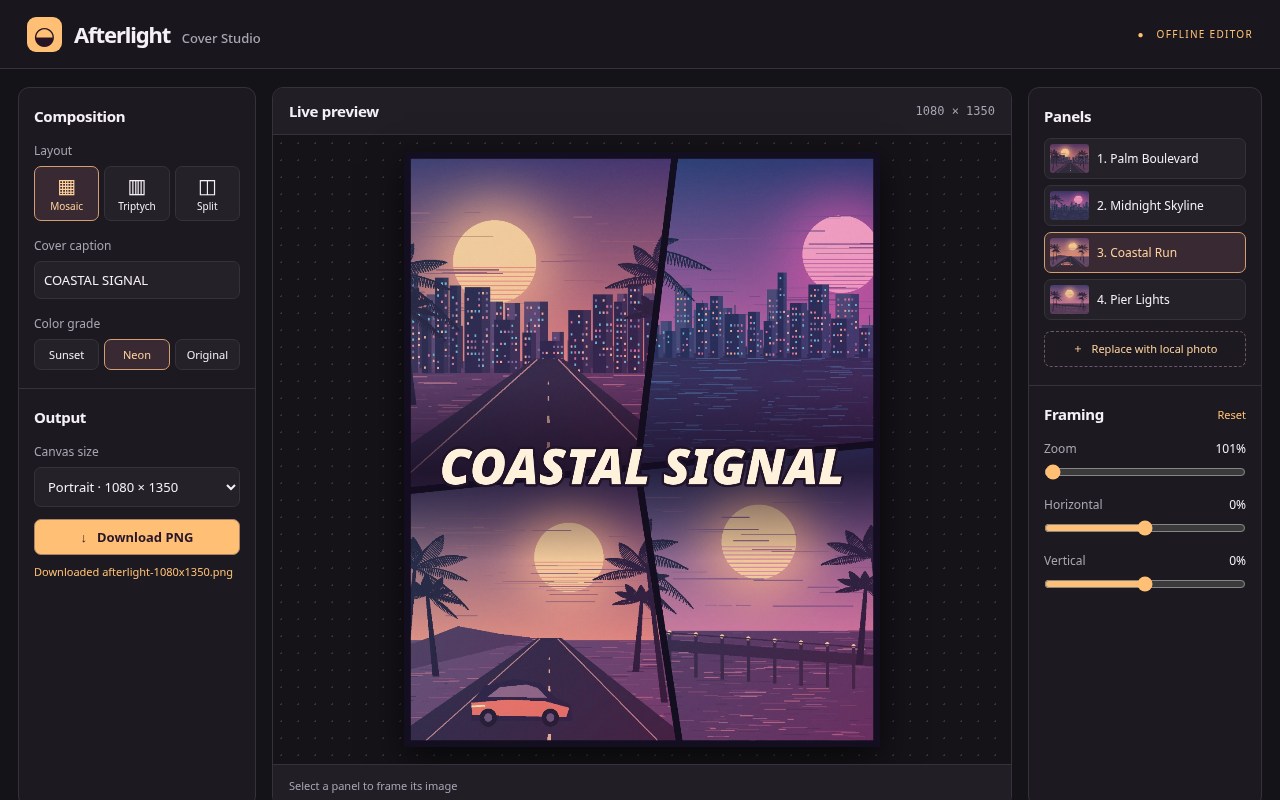 Afterlight Cover Studio
OFFLINE EDITOR
Composition
Layout
Mosaic Triptych Split
Cover caption
COASTAL SIGNAL
Color grade
Sunset Neon Original
Output
Canvas size
Portrait · 1080 × 1350
↓ Download PNG
Downloaded afterlight-1080x1350.png
Live preview 1080 × 1350
COASTAL SIGNAL
Select a panel to frame its image
Panels
1. Palm Boulevard
2. Midnight Skyline
3. Coastal Run
4. Pier Lights
+ Replace with local photo
Framing Reset
Zoom 101%
Horizontal 0%
Vertical 0%